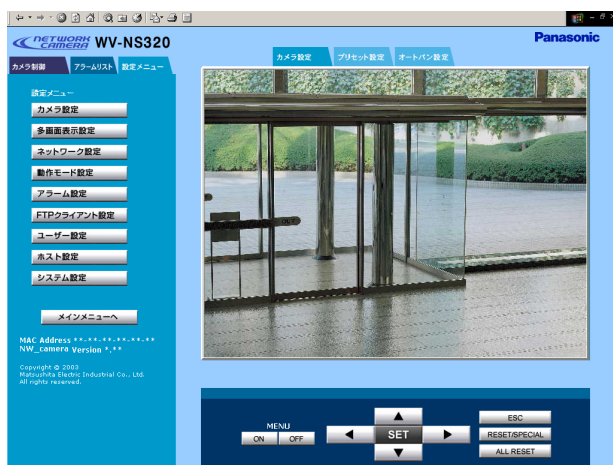 NETWORK CAMERA WV-NS320
Panasonic
カメラ制御 アラームリスト 設定メニュー
カメラ設定 プリセット設定 オートパン設定
設定メニュー
カメラ設定
多画面表示設定
ネットワーク設定
動作モード設定
アラーム設定
FTPクライアント設定
ユーザー設定
ホスト設定
システム設定
メインメニューへ
MAC Address **-**-**-**-**-**
NW_camera Version *.**
Copyright © 2003
Matsushita Electric Industrial Co., Ltd.
All rights reserved.
OUT
MENU
ON OFF
SET
ESC
RESET/SPECIAL
ALL RESET